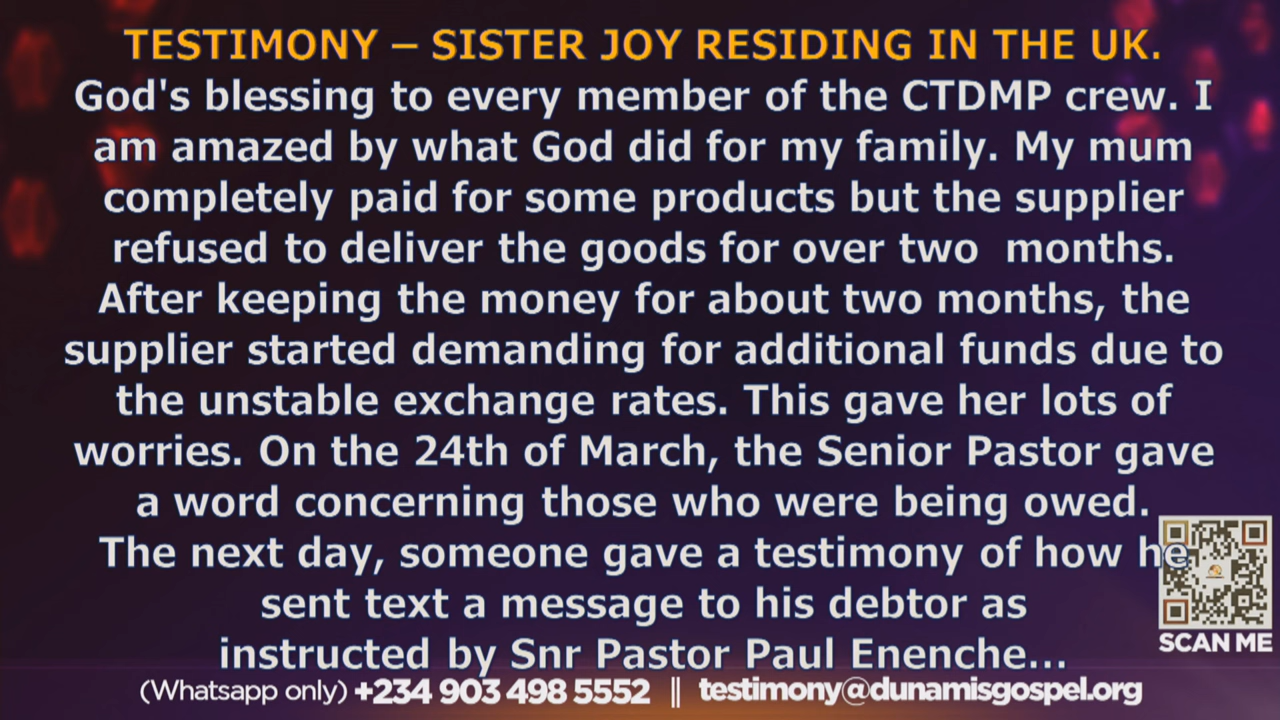 TESTIMONY – SISTER JOY RESIDING IN THE UK.
God's blessing to every member of the CTDMP crew. I
am amazed by what God did for my family. My mum
completely paid for some products but the supplier
refused to deliver the goods for over two months.
After keeping the money for about two months, the
supplier started demanding for additional funds due to
the unstable exchange rates. This gave her lots of
worries. On the 24th of March, the Senior Pastor gave
a word concerning those who were being owed.
The next day, someone gave a testimony of how he
sent text a message to his debtor as
instructed by Snr Pastor Paul Enenche...
SCAN ME
(Whatsapp only) +234 903 498 5552 || testimony@dunamisgospel.org